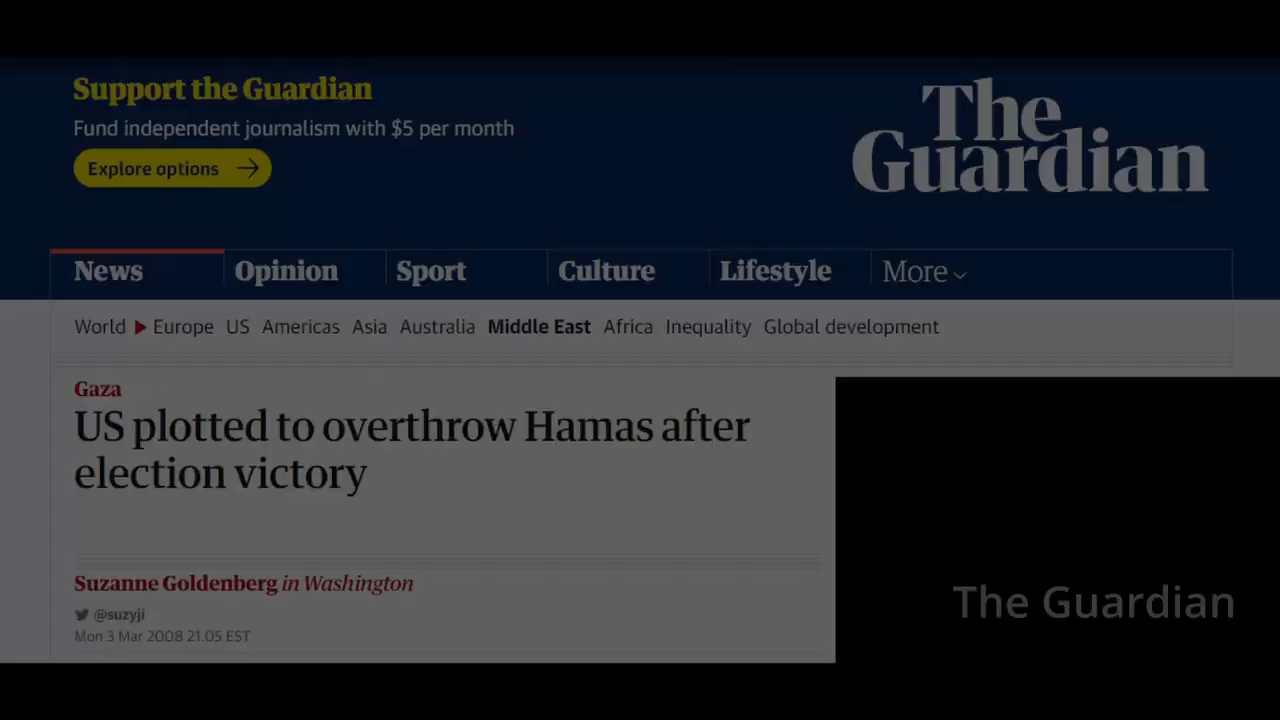 Support the Guardian
Fund independent journalism with $5 per month
Explore options
The
Guardian
News Opinion Sport Culture Lifestyle More
World Europe US Americas Asia Australia Middle East Africa Inequality Global development
Gaza
US plotted to overthrow Hamas after
election victory
Suzanne Goldenberg in Washington
@suzyji
Mon 3 Mar 2008 21.05 EST
The Guardian